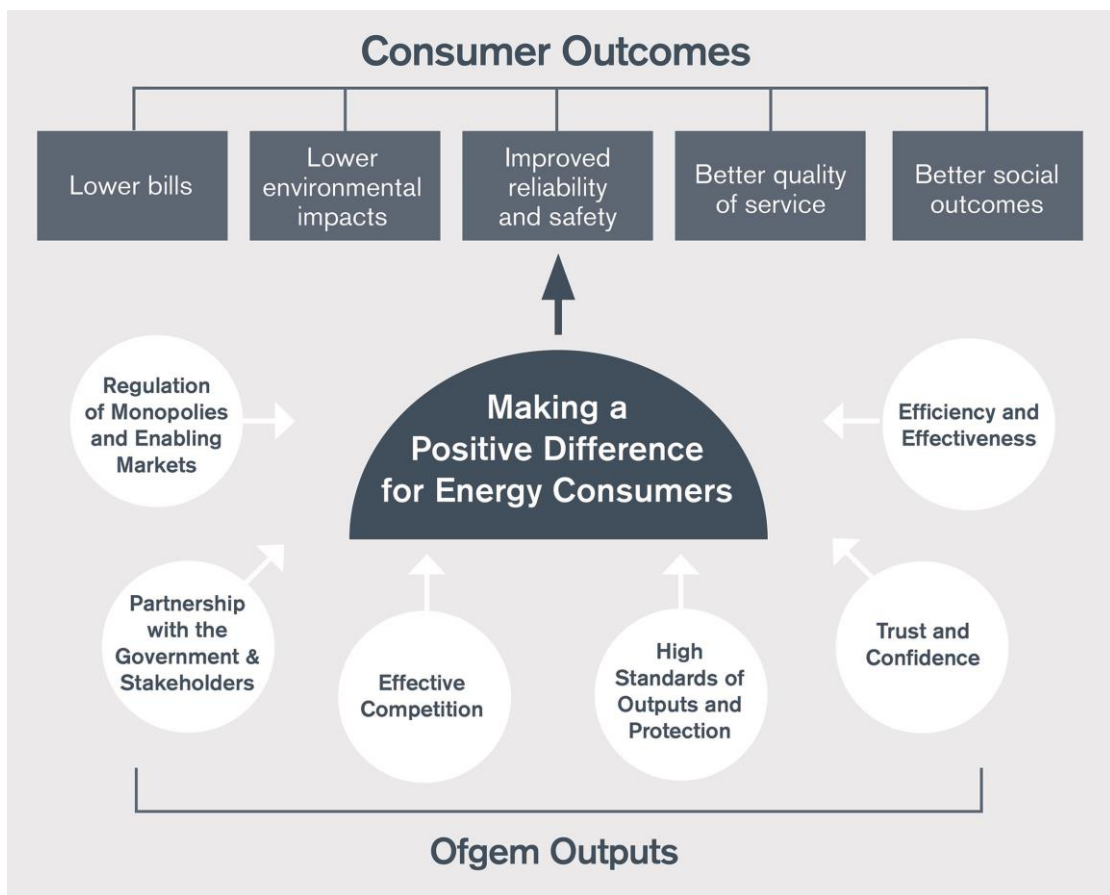 Consumer Outcomes
Lower bills
Lower
environmental
impacts
Improved
reliability
and safety
Better quality
of service
Better social
outcomes
Making a
Positive Difference
for Energy Consumers
Regulation
of Monopolies
and Enabling
Markets
Efficiency and
Effectiveness
Partnership
with the
Government &
Stakeholders
Effective
Competition
High
Standards of
Outputs and
Protection
Trust and
Confidence
Ofgem Outputs